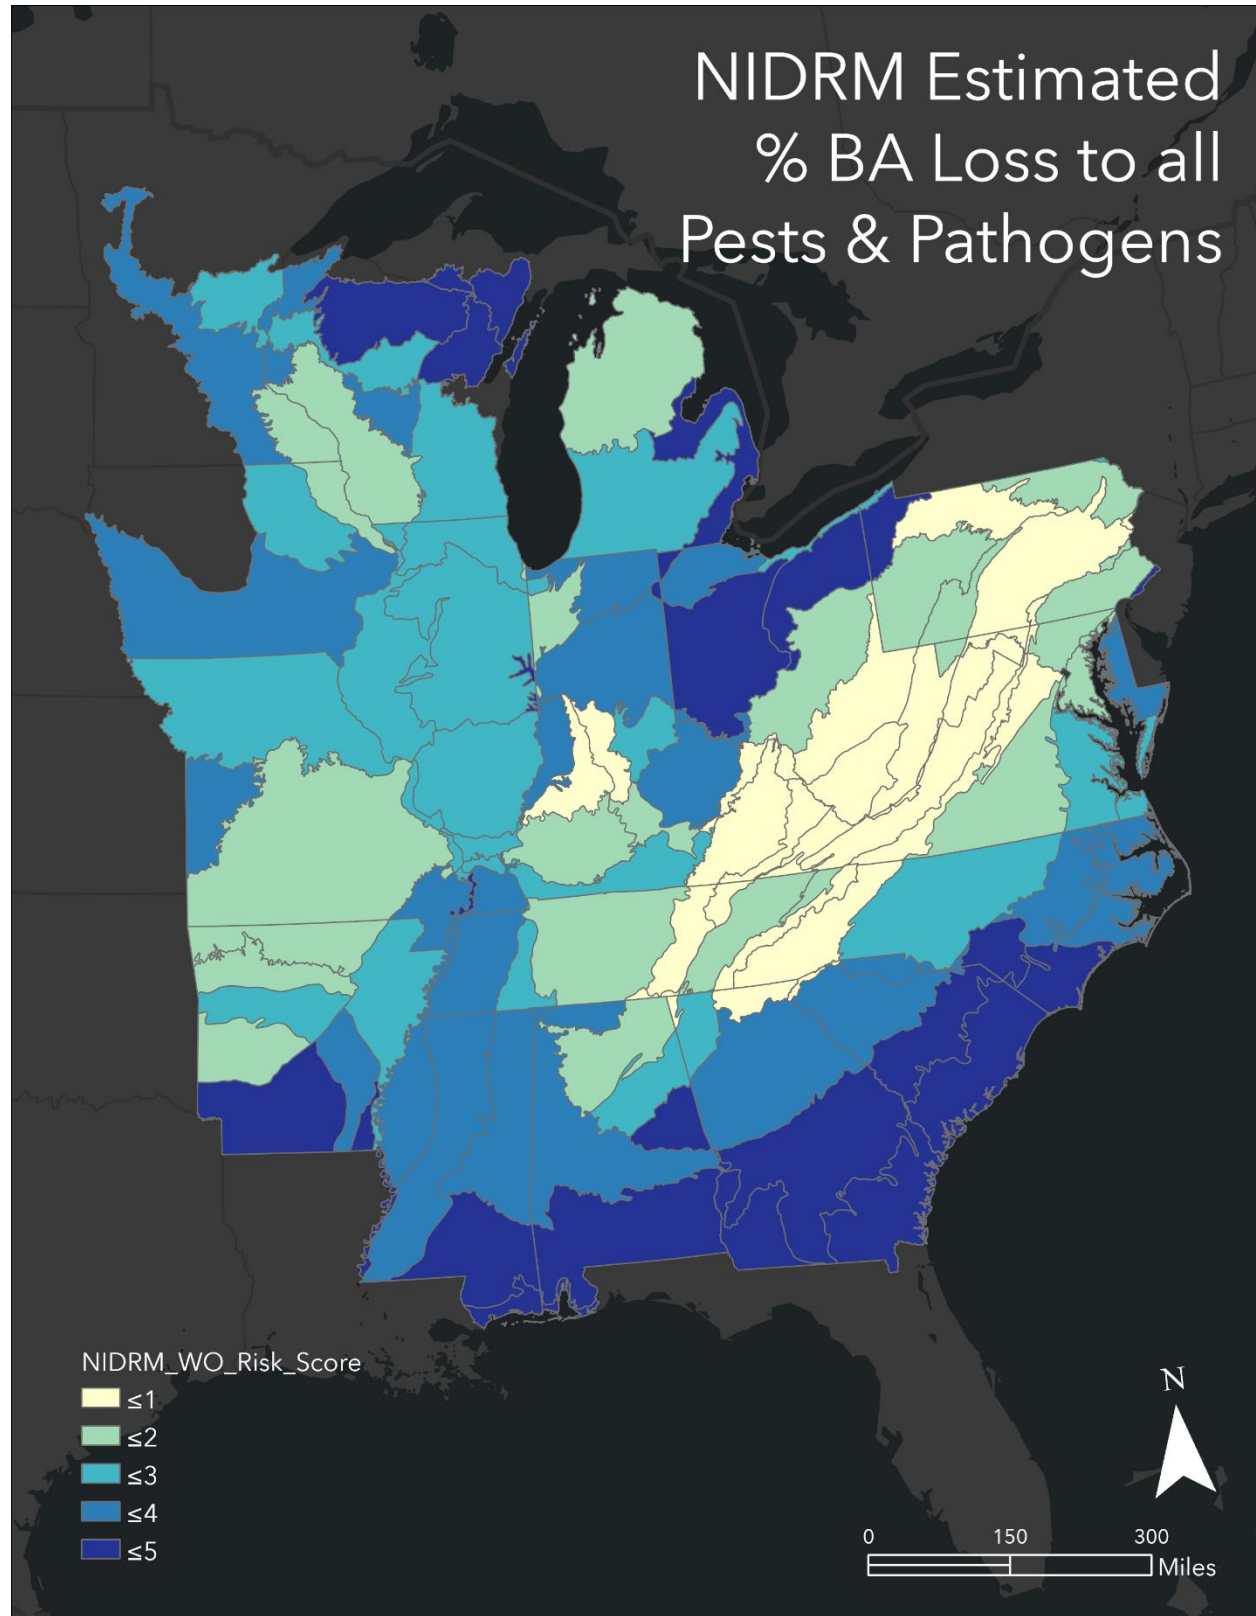 NIDRM Estimated
% BA Loss to all
Pests & Pathogens
NIDRM_WO_Risk_Score
≤1
≤2
≤3
≤4
≤5
N
0 150 300
Miles